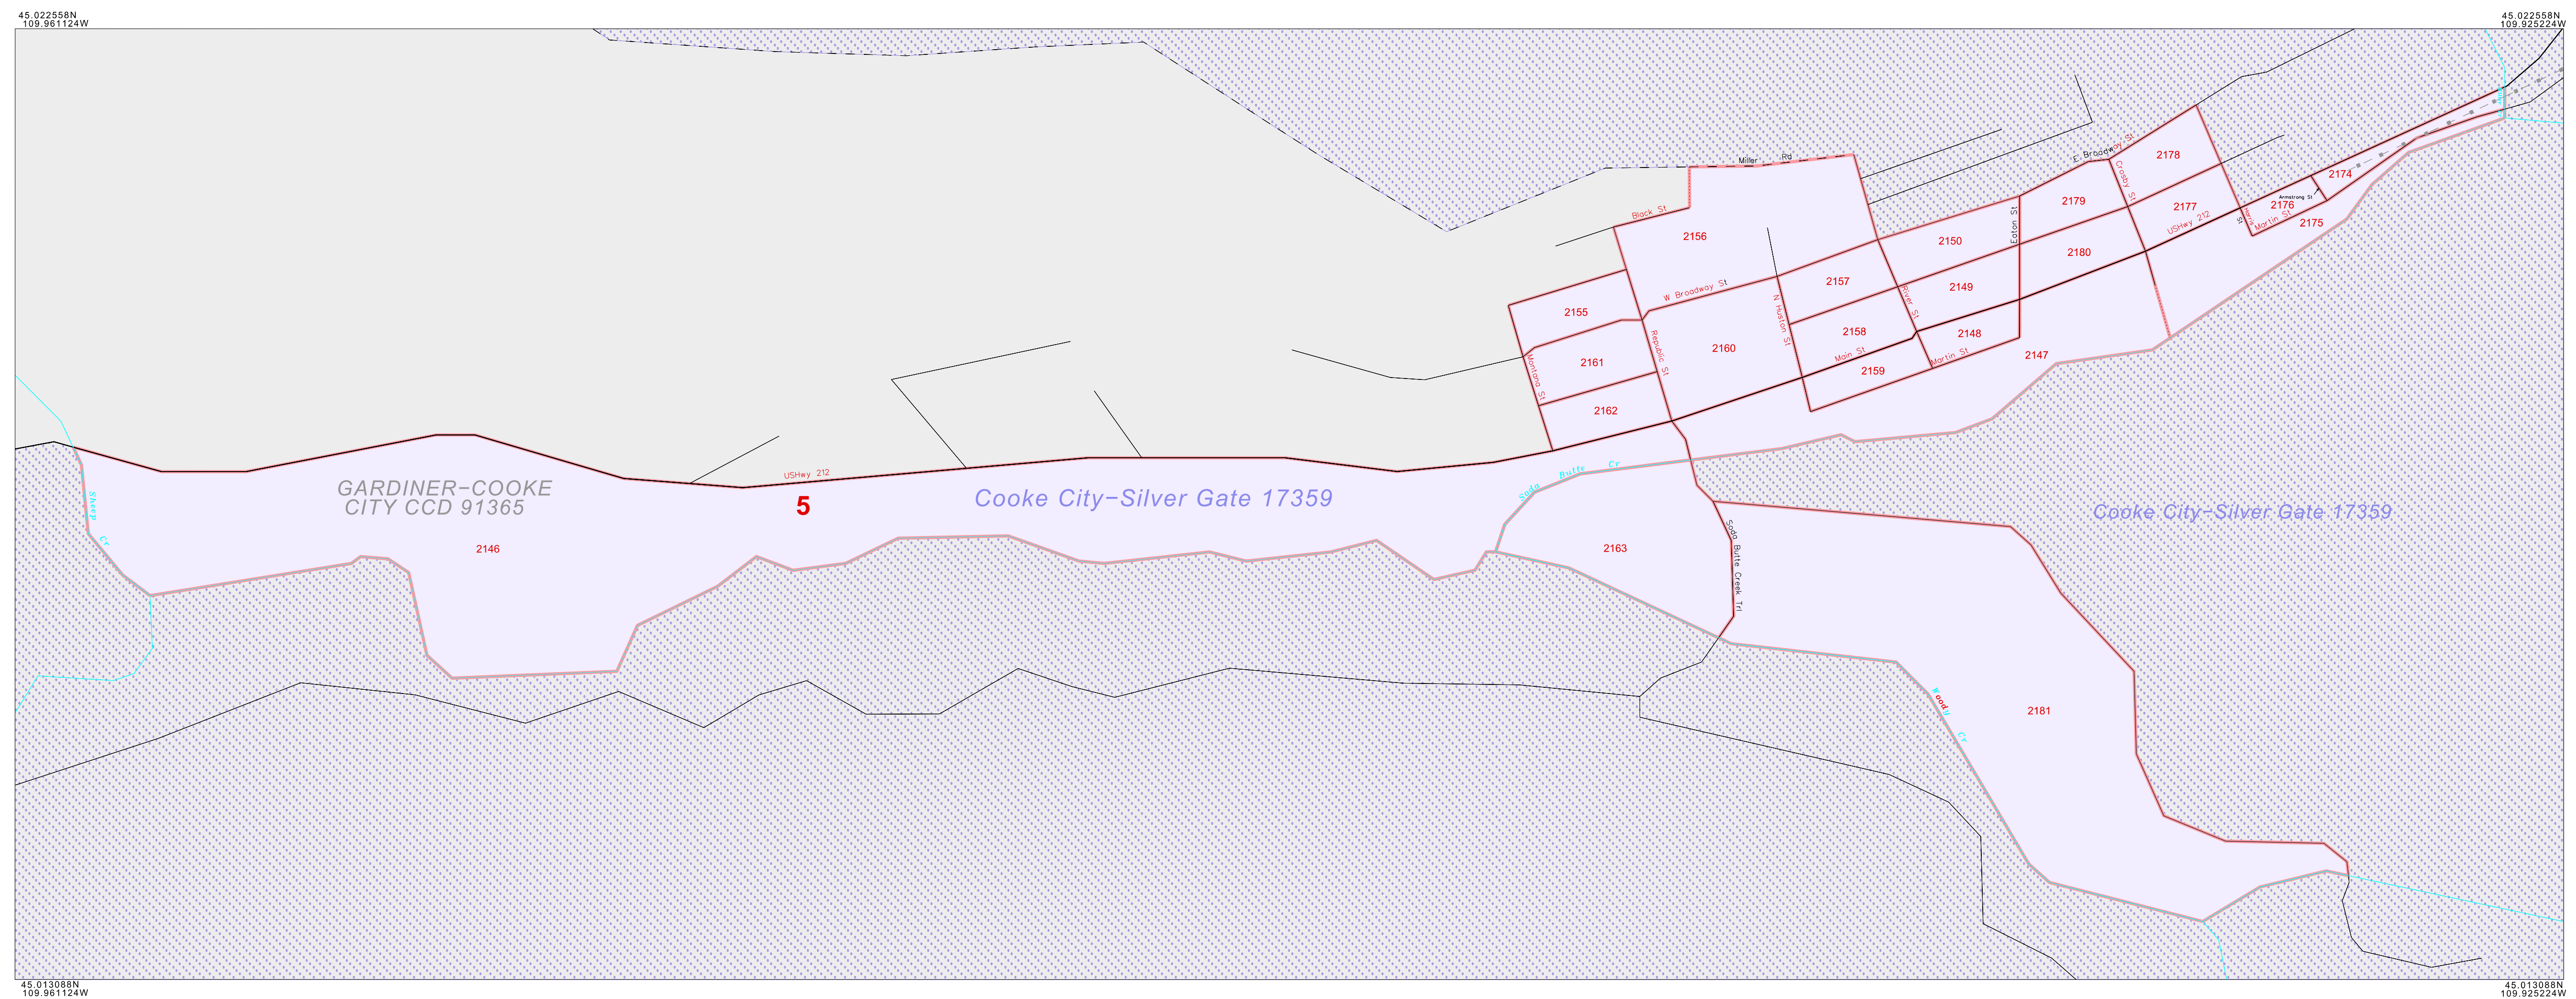 45.022558N
109.961124W
45.022558N
109.925224W
Miller Rd
E Broadway St
2178
2174
Black St
Crosby St
Armstrong St
2179
2177
2176
Eaton St
Harris St
Martin St
2175
USHwy 212
2156
2150
2180
W Broadway St
2157
2149
River St
N Huston St
2155
2158
2148
Republic St
2160
Main St
Martin St
2147
Montana St
2161
2159
2162
USHwy 212
Soda Butte Cr
GARDINER-COOKE
CITY CCD 91365
5
Cooke City-Silver Gate 17359
Cooke City-Silver Gate 17359
Sheep Cr
2146
2163
Soda Butte Creek Trl
Woody Cr
2181
45.013088N
109.961124W
45.013088N
109.925224W